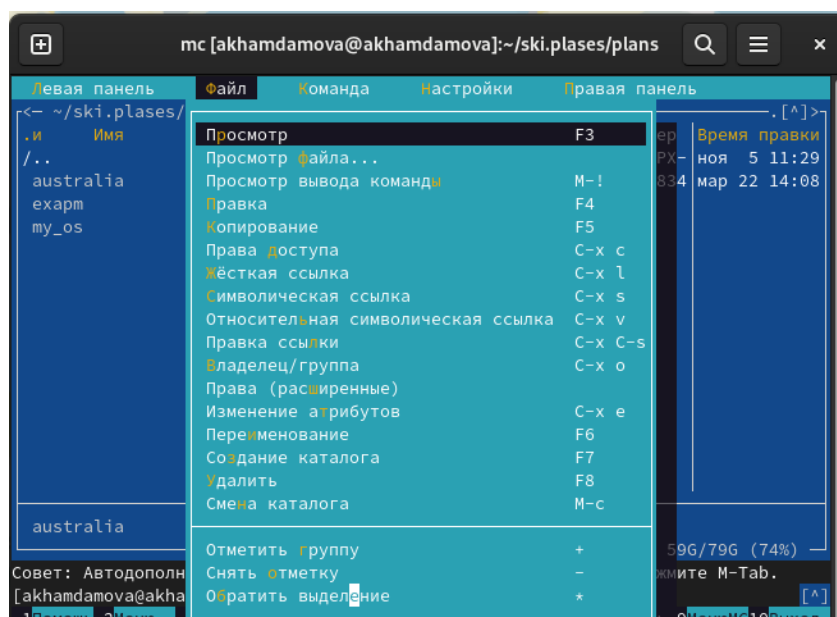 mc [akhamdamova@akhamdamova]:~/ski.plases/plans
Левая панель Файл Команда Настройки Правая панель
<— ~/ski.plases/ .[^]>
.и Имя ер Время правки
/.. РХ- ноя 5 11:29
australia 834 мар 22 14:08
exapm
my_os
Просмотр F3
Просмотр файла...
Просмотр вывода команды M-!
Правка F4
Копирование F5
Права доступа C-x c
Жёсткая ссылка C-x l
Символическая ссылка C-x s
Относительная символическая ссылка C-x v
Правка ссылки C-x C-s
Владелец/группа C-x o
Права (расширенные)
Изменение атрибутов C-x e
Переименование F6
Создание каталога F7
Удалить F8
Смена каталога M-c
australia
Отметить группу +
Снять отметку -
Обратить выделение *
59G/79G (74%)
Совет: Автодополн жмите M-Tab.
[akhamdamova@akha [^]